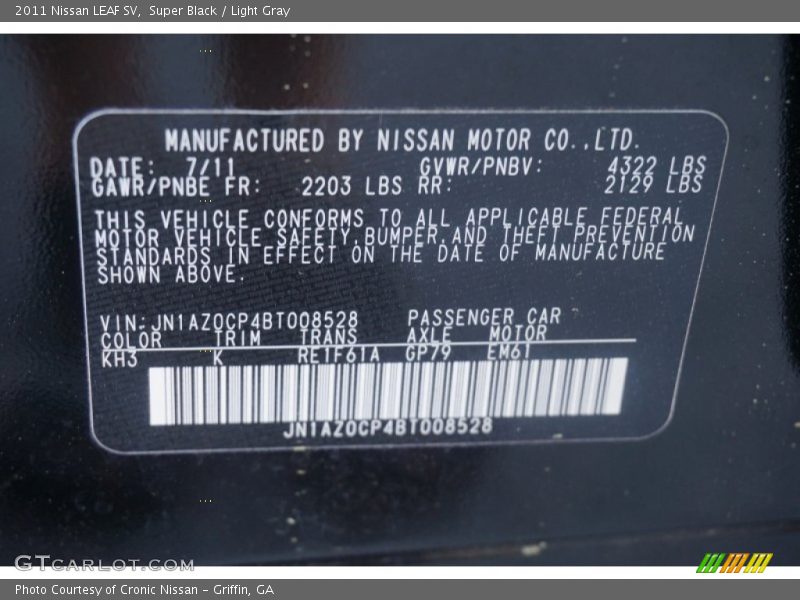 2011 Nissan LEAF SV,  Super Black / Light Gray
MANUFACTURED BY NISSAN MOTOR CO.,LTD.
DATE: 7/11 GVWR/PNBV: 4322 LBS
GAWR/PNBE FR: 2203 LBS RR: 2129 LBS
THIS VEHICLE CONFORMS TO ALL APPLICABLE FEDERAL
MOTOR VEHICLE SAFETY,BUMPER,AND THEFT PREVENTION
STANDARDS IN EFFECT ON THE DATE OF MANUFACTURE
SHOWN ABOVE.
VIN:JN1AZ0CP4BT008528 PASSENGER CAR
COLOR TRIM TRANS AXLE MOTOR
KH3 K RE1F61A GP79 EM61
JN1AZ0CP4BT008528
GTCARLOT.COM
Photo Courtesy of Cronic Nissan – Griffin, GA